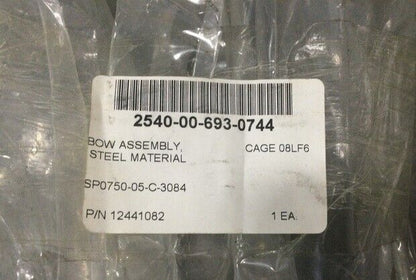 2540-00-693-0744
BOW ASSEMBLY, CAGE 08LF6
STEEL MATERIAL
SP0750-05-C-3084
P/N 12441082 1 EA.